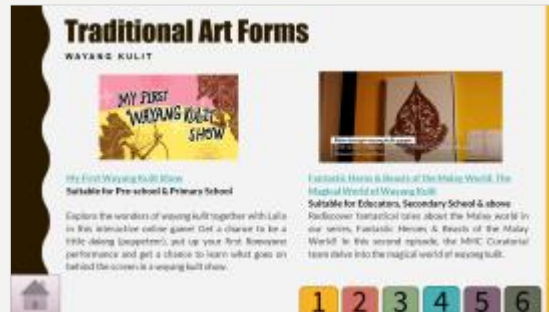 Traditional Art Forms
WAYANG KULIT
MY FIRST
WAYANG KULIT
SHOW
My First Wayang Kulit Show
Suitable for Pre-school & Primary School
Explore the wonders of wayang kulit together with Laila
in this interactive online game! Get a chance to be a
little dalang (puppeteer), put up your first
performance and get a chance to learn what goes on
behind the screen in a wayang kulit show.
Fantastic Heroes & Beasts of the Malay World: The
Magical World of Wayang Kulit
Suitable for Educators, Secondary School & above
Rediscover fantastical tales about the Malay world in
our series, Fantastic Heroes & Beasts of the Malay
World! In this second episode, the MHC Curatorial
team delve into the magical world of wayang kulit.
1 2 3 4 5 6